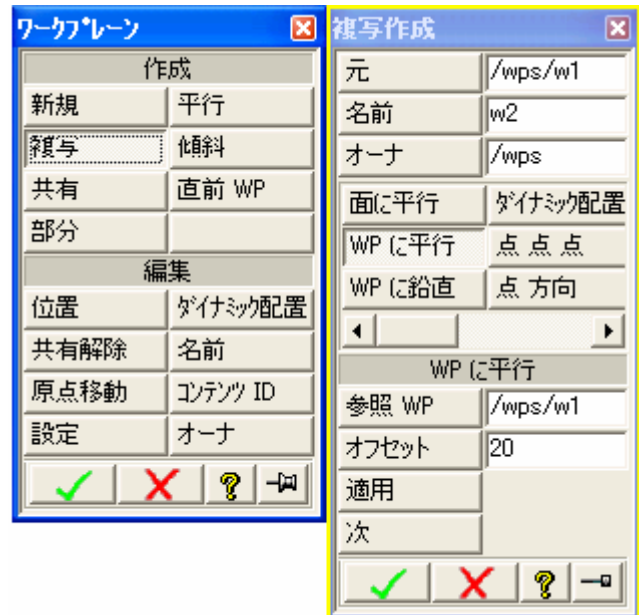 ワークプレーン
作成
新規 平行
複写 傾斜
共有 直前 WP
部分
編集
位置 ダイナミック配置
共有解除 名前
原点移動 コンテンツ ID
設定 オーナ
複写作成
元 /wps/w1
名前 w2
オーナ /wps
面に平行 ダイナミック配置
WP に平行 点 点 点
WP に鉛直 点 方向
WP に平行
参照 WP /wps/w1
オフセット 20
適用
次